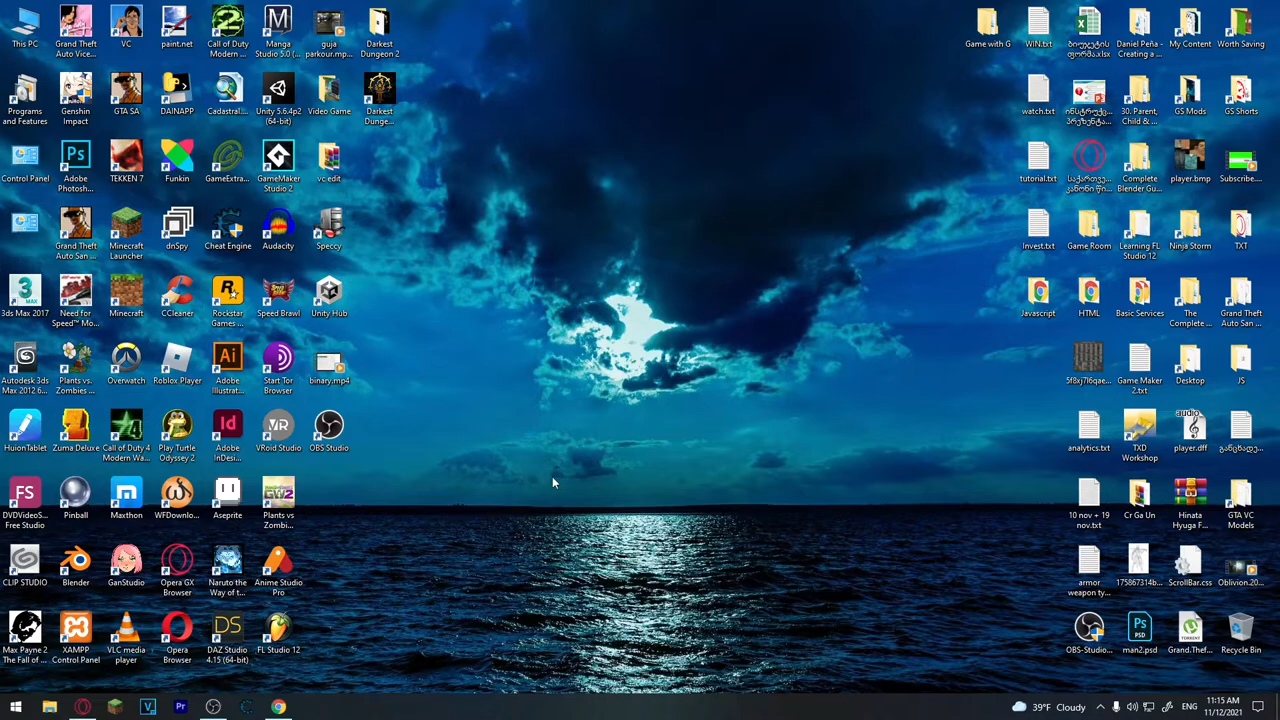 This PC
Grand Theft
Auto Vice...
VC
paint.net
Call of Duty
Modern ...
Manga
Studio 5.0 (...
guja
parkour.mp...
Darkest
Dungeon 2
Programs
and Features
Genshin
Impact
GTA SA
DAINAPP
Cadastral...
Unity 5.6.4p2
(64-bit)
Video Game
Darkest
Dunge...
Control Panel
Adobe
Photosh...
TEKKEN 7
Funkin
GameExtra...
GameMaker
Studio 2
vc edit
Grand Theft
Auto San ...
Minecraft
Launcher
dnSpy
Cheat Engine
Audacity
Speccy
3ds Max 2017
Need for
Speed™ Mo...
Minecraft
CCleaner
Rockstar
Games ...
Speed Brawl
Unity Hub
Autodesk 3ds
Max 2012 6...
Plants vs.
Zombies ...
Overwatch
Roblox Player
Adobe
Illustrat...
Start Tor
Browser
binary.mp4
HuionTablet
Zuma Deluxe
Call of Duty 4
Modern Wa...
Play Turtle
Odyssey 2
Adobe
InDesi...
VRoid Studio
OBS Studio
DVDVideoS...
Free Studio
Pinball
Maxthon
WFDownlo...
Aseprite
Plants vs
Zombi...
CLIP STUDIO
Blender
GanStudio
Opera GX
Browser
Naruto the
Way of t...
Anime Studio
Pro
Max Payne 2
The Fall of ...
XAMPP
Control Panel
VLC media
player
Opera
Browser
DAZ Studio
4.15 (64-bit)
FL Studio 12
Game with G
WIN.txt
ბიუჯეტის
ფორმა.xlsx
Daniel Peña -
Creating a ...
My Content
Worth Saving
watch.txt
ინსტრუქ...
პრეზენტა...
30. Parent,
Child & ...
GS Mods
GS Shorts
tutorial.txt
საქართვე...
კანონი წი...
Complete
Blender Gu...
player.bmp
Subscribe....
Invest.txt
Game Room
Learning FL
Studio 12
Ninja Storm
TXT
Javascript
HTML
Basic Services
The
Complete ...
Grand Theft
Auto San ...
5f8xj7l6qae...
Game Maker
2.txt
Desktop
JS
analytics.txt
TXD
Workshop
audio
player.dff
განცხადე...
10 nov + 19
nov.txt
Cr Ga Un
Hinata
Hyuga F...
GTA VC
Models
armor
weapon ty...
175867314b...
ScrollBar.css
Oblivion.20...
OBS-Studio...
man2.psd
Grand.Thef...
Recycle Bin
39°F Cloudy
11:15 AM
11/12/2021